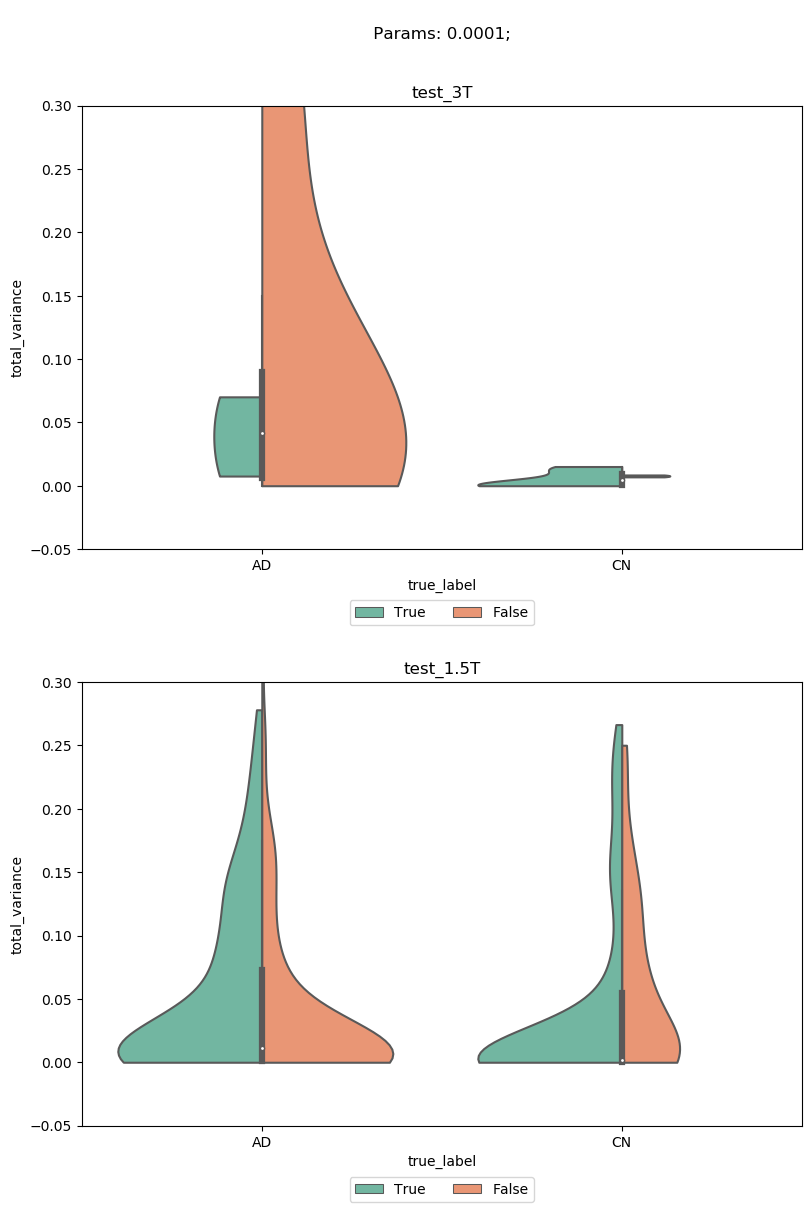 Params: 0.0001;
test_3T
0.30
0.25
0.20
0.15
0.10
0.05
0.00
−0.05
total_variance
AD CN
true_label
True False
test_1.5T
0.30
0.25
0.20
0.15
0.10
0.05
0.00
−0.05
total_variance
AD CN
true_label
True False